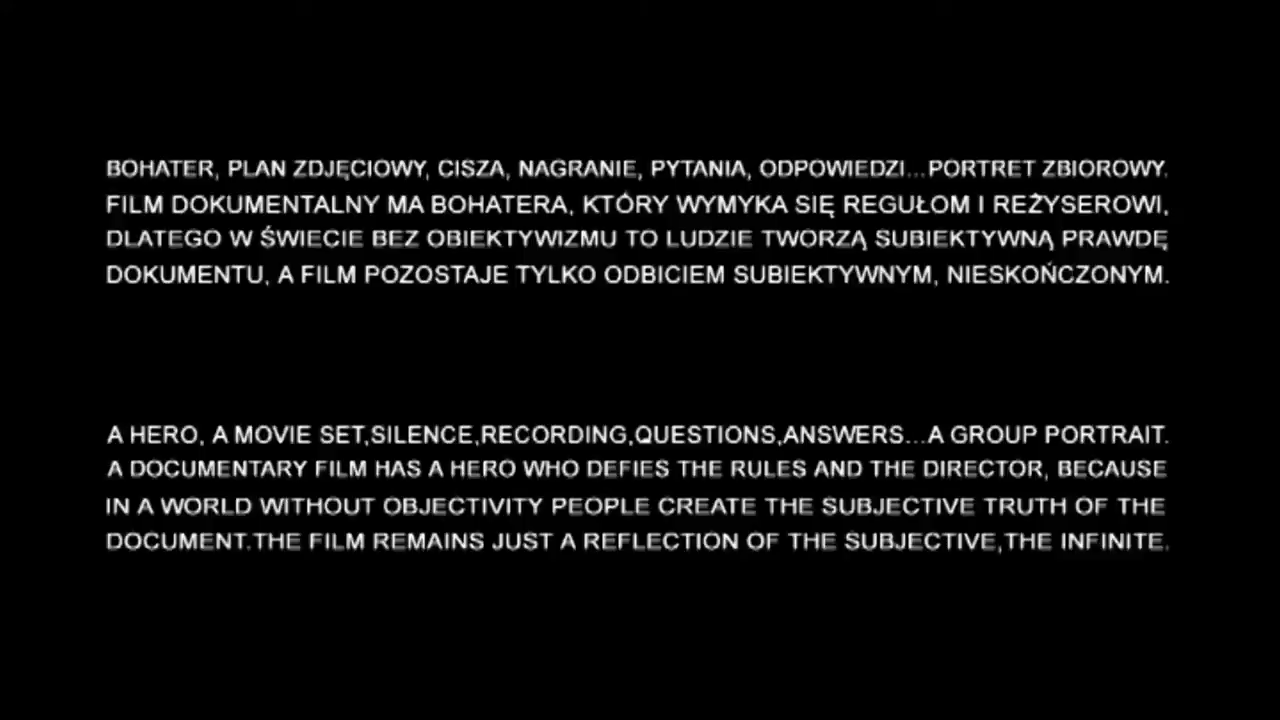 BOHATER, PLAN ZDJĘCIOWY, CISZA, NAGRANIE, PYTANIA, ODPOWIEDZI...PORTRET ZBIOROWY.
FILM DOKUMENTALNY MA BOHATERA, KTÓRY WYMYKA SIĘ REGUŁOM I REŻYSEROWI,
DLATEGO W ŚWIECIE BEZ OBIEKTYWIZMU TO LUDZIE TWORZĄ SUBIEKTYWNĄ PRAWDĘ
DOKUMENTU, A FILM POZOSTAJE TYLKO ODBICIEM SUBIEKTYWNYM, NIESKOŃCZONYM.
A HERO, A MOVIE SET,SILENCE,RECORDING,QUESTIONS,ANSWERS...A GROUP PORTRAIT.
A DOCUMENTARY FILM HAS A HERO WHO DEFIES THE RULES AND THE DIRECTOR, BECAUSE
IN A WORLD WITHOUT OBJECTIVITY PEOPLE CREATE THE SUBJECTIVE TRUTH OF THE
DOCUMENT.THE FILM REMAINS JUST A REFLECTION OF THE SUBJECTIVE,THE INFINITE.